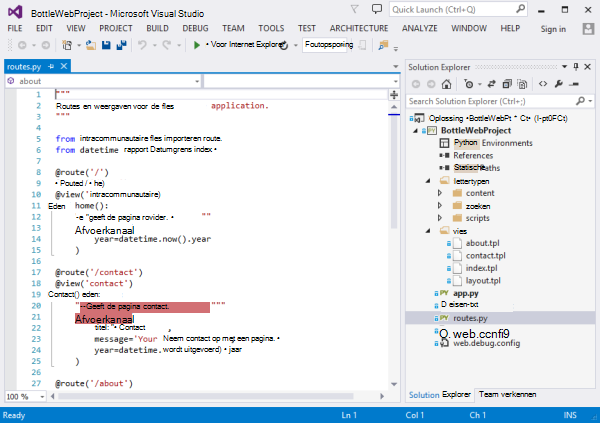 BottleWebProject - Microsoft Visual Studio
Quick Launch (Ctrl+Q)
FILE EDIT VIEW PROJECT BUILD DEBUG TEAM TOOLS TEST ARCHITECTURE ANALYZE WINDOW HELP Sign in
• Voor Internet Explorer Foutopsporing
routes.py
about
1 """
2 Routes en weergaven voor de fles application.
3 """
4
5 from intracommunautaire fles importeren route.
6 from datetime rapport Datumgrens index •
7
8 @route('/')
9 • Pouted / • he)
10 @view('intracommunautaire)
11 Eden home():
12 -e "geeft de pagina rovider. • ""
13 Afvoerkanaal
14 year=datetime.now().year
15 )
16
17 @route('/contact')
18 @view('contact')
19 Contact() eden:
20 "--Geeft de pagina contact. """
21 Afvoerkanaal
22 titel: "• Contact ,
23 message='Your Neem contact op met een pagina. •
24 year=datetime. wordt uitgevoerd) • jaar
25 )
26
27 @route('/about')
100 %
Solution Explorer
Search Solution Explorer (Ctrl+;)
Oplossing •BottleWebPt * Ct• (I-pt0FCt)
BottleWebProject
Python Environments
References
Statische Paths
lettertypen
content
zoeken
scripts
vies
about.tpl
contact.tpl
index.tpl
layout.tpl
app.py
D eisen-txt
routes.py
Q.web.ccnfi9
web.debug.config
Solution Explorer Team verkennen
Ready Ln 1 Col 1 Ch 1 INS